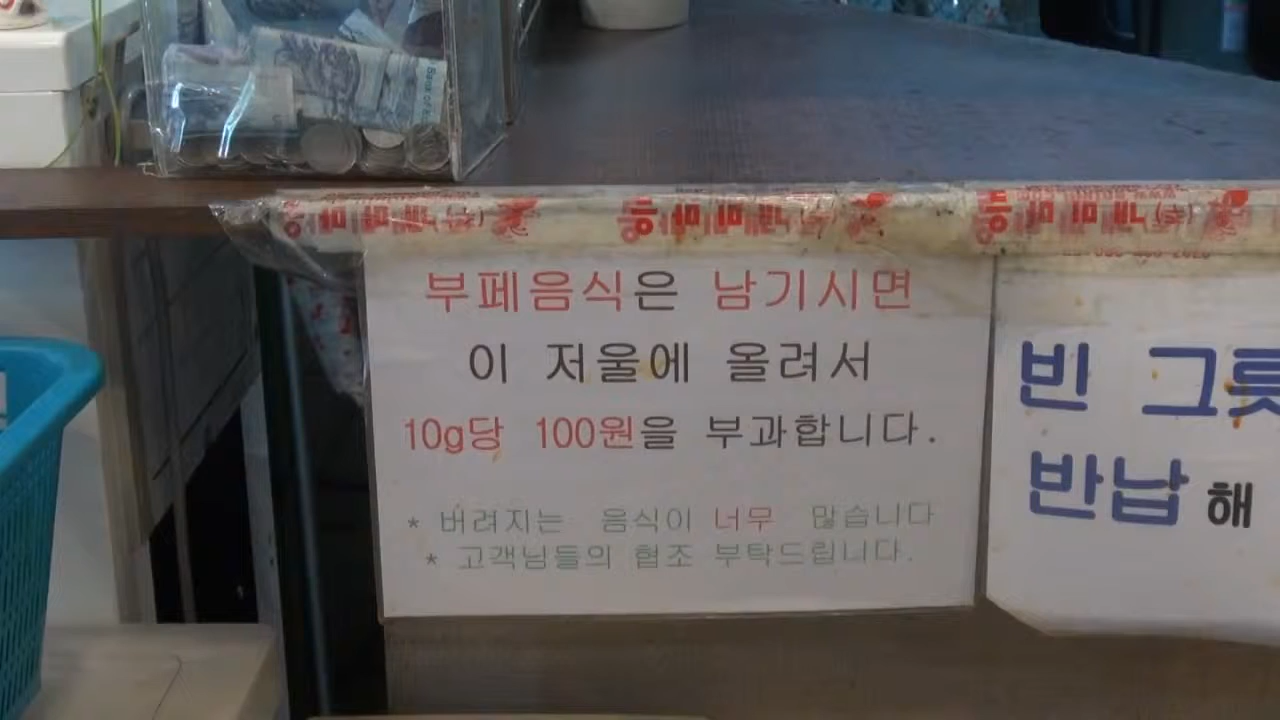 부페음식은 남기시면
이 저울에 올려서
10g당 100원을 부과합니다.
* 버려지는 음식이 너무 많습니다
* 고객님들의 협조 부탁드립니다.
빈 그릇
반납 해